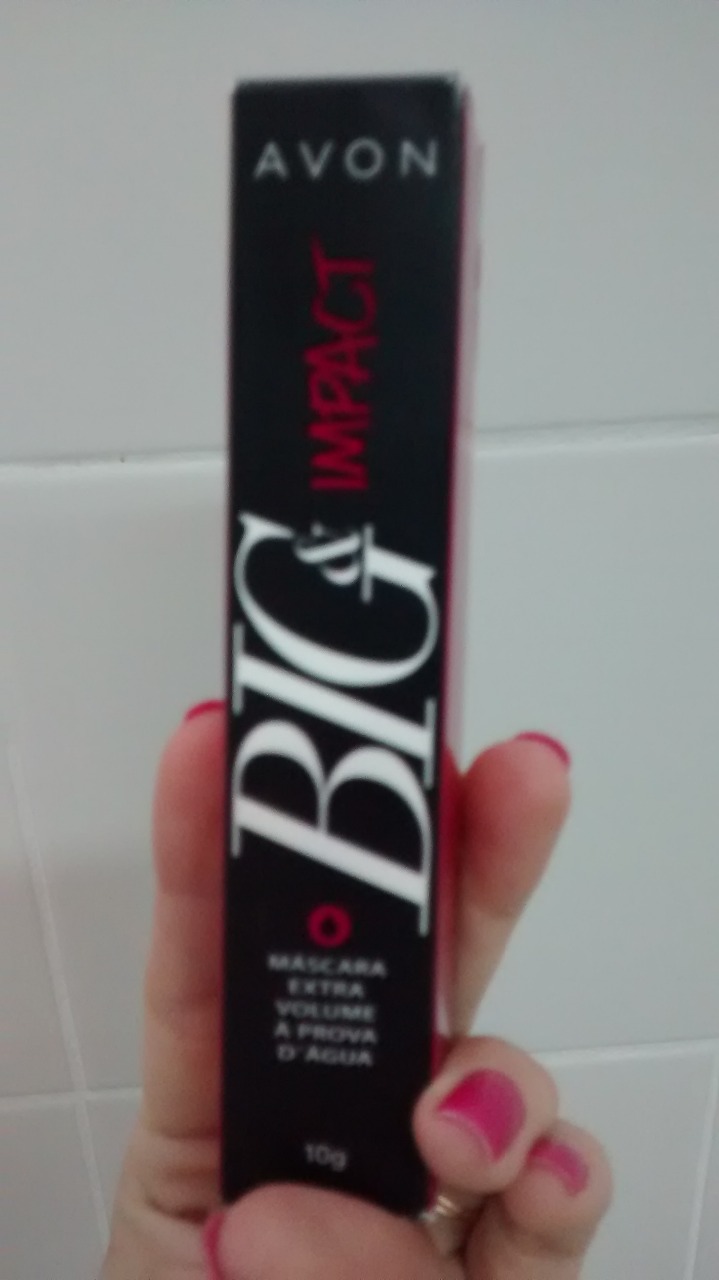 AVON
BIG & IMPACT
MÁSCARA
EXTRA
VOLUME
À PROVA
D'ÁGUA
10g